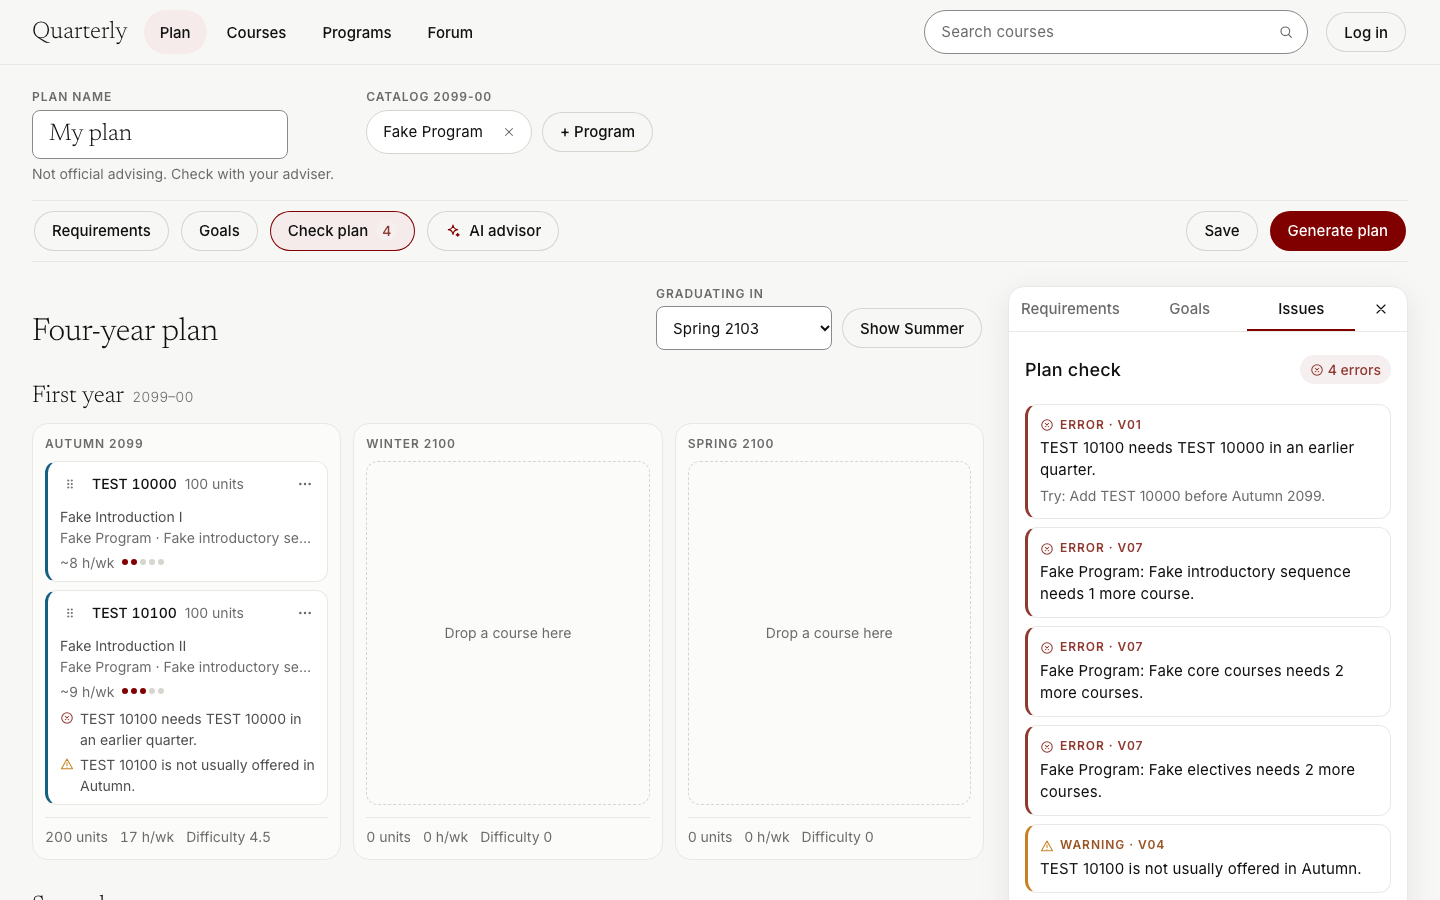 Quarterly
Plan
Courses
Programs
Forum
Search courses
Log in
PLAN NAME
My plan
Not official advising. Check with your adviser.
CATALOG 2099-00
Fake Program
+ Program
Requirements
Goals
Check plan 4
AI advisor
Save
Generate plan
Four-year plan
GRADUATING IN
Spring 2103
Show Summer
First year 2099–00
AUTUMN 2099
TEST 10000 100 units
Fake Introduction I
Fake Program · Fake introductory se...
~8 h/wk
TEST 10100 100 units
Fake Introduction II
Fake Program · Fake introductory se...
~9 h/wk
TEST 10100 needs TEST 10000 in
an earlier quarter.
TEST 10100 is not usually offered in
Autumn.
200 units 17 h/wk Difficulty 4.5
WINTER 2100
Drop a course here
0 units 0 h/wk Difficulty 0
SPRING 2100
Drop a course here
0 units 0 h/wk Difficulty 0
Requirements
Goals
Issues
Plan check
4 errors
ERROR · V01
TEST 10100 needs TEST 10000 in an earlier
quarter.
Try: Add TEST 10000 before Autumn 2099.
ERROR · V07
Fake Program: Fake introductory sequence
needs 1 more course.
ERROR · V07
Fake Program: Fake core courses needs 2
more courses.
ERROR · V07
Fake Program: Fake electives needs 2 more
courses.
WARNING · V04
TEST 10100 is not usually offered in Autumn.